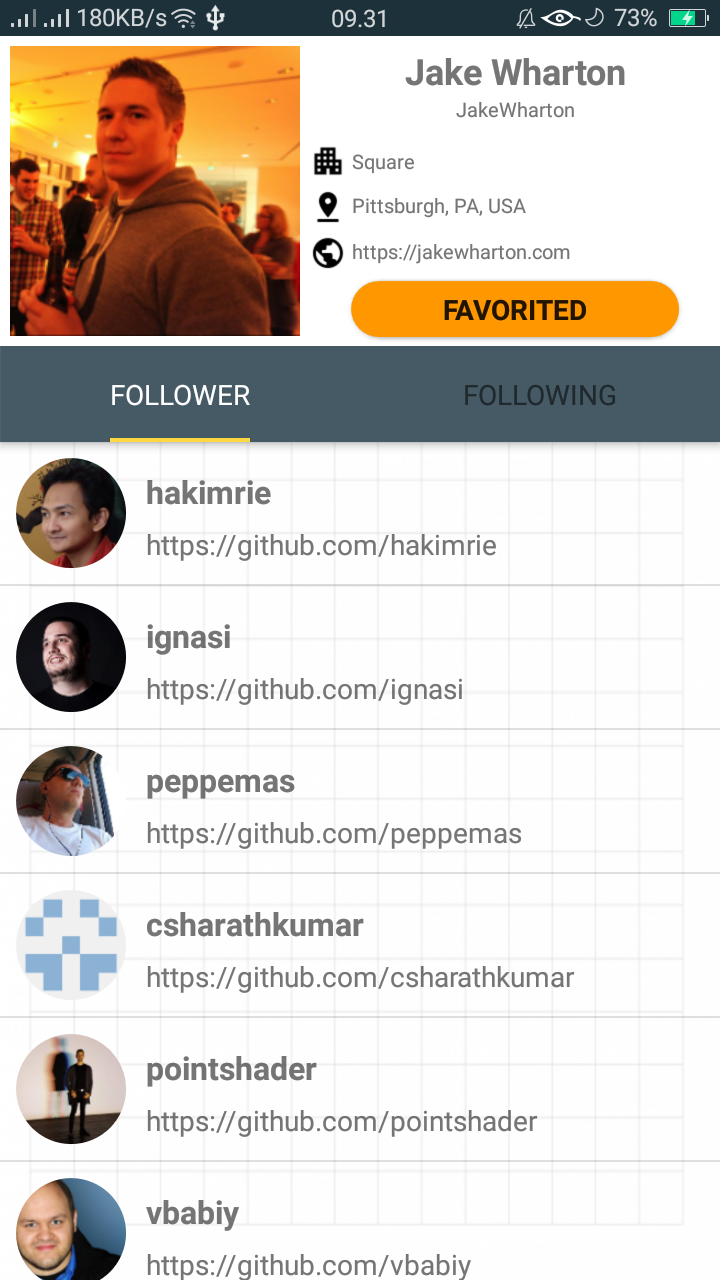 180KB/s 09.31 73%
Jake Wharton
JakeWharton
Square
Pittsburgh, PA, USA
https://jakewharton.com
FAVORITED
FOLLOWER FOLLOWING
hakimrie
https://github.com/hakimrie
ignasi
https://github.com/ignasi
peppemas
https://github.com/peppemas
csharathkumar
https://github.com/csharathkumar
pointshader
https://github.com/pointshader
vbabiy
https://github.com/vbabiy